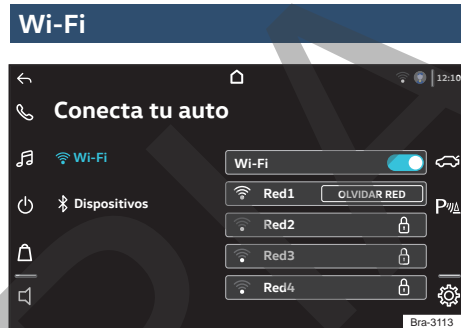 Wi-Fi
12:10
Conecta tu auto
Wi-Fi
Wi-Fi
Red1 OLVIDAR RED
Dispositivos
Red2
Red3
Red4
Bra-3113